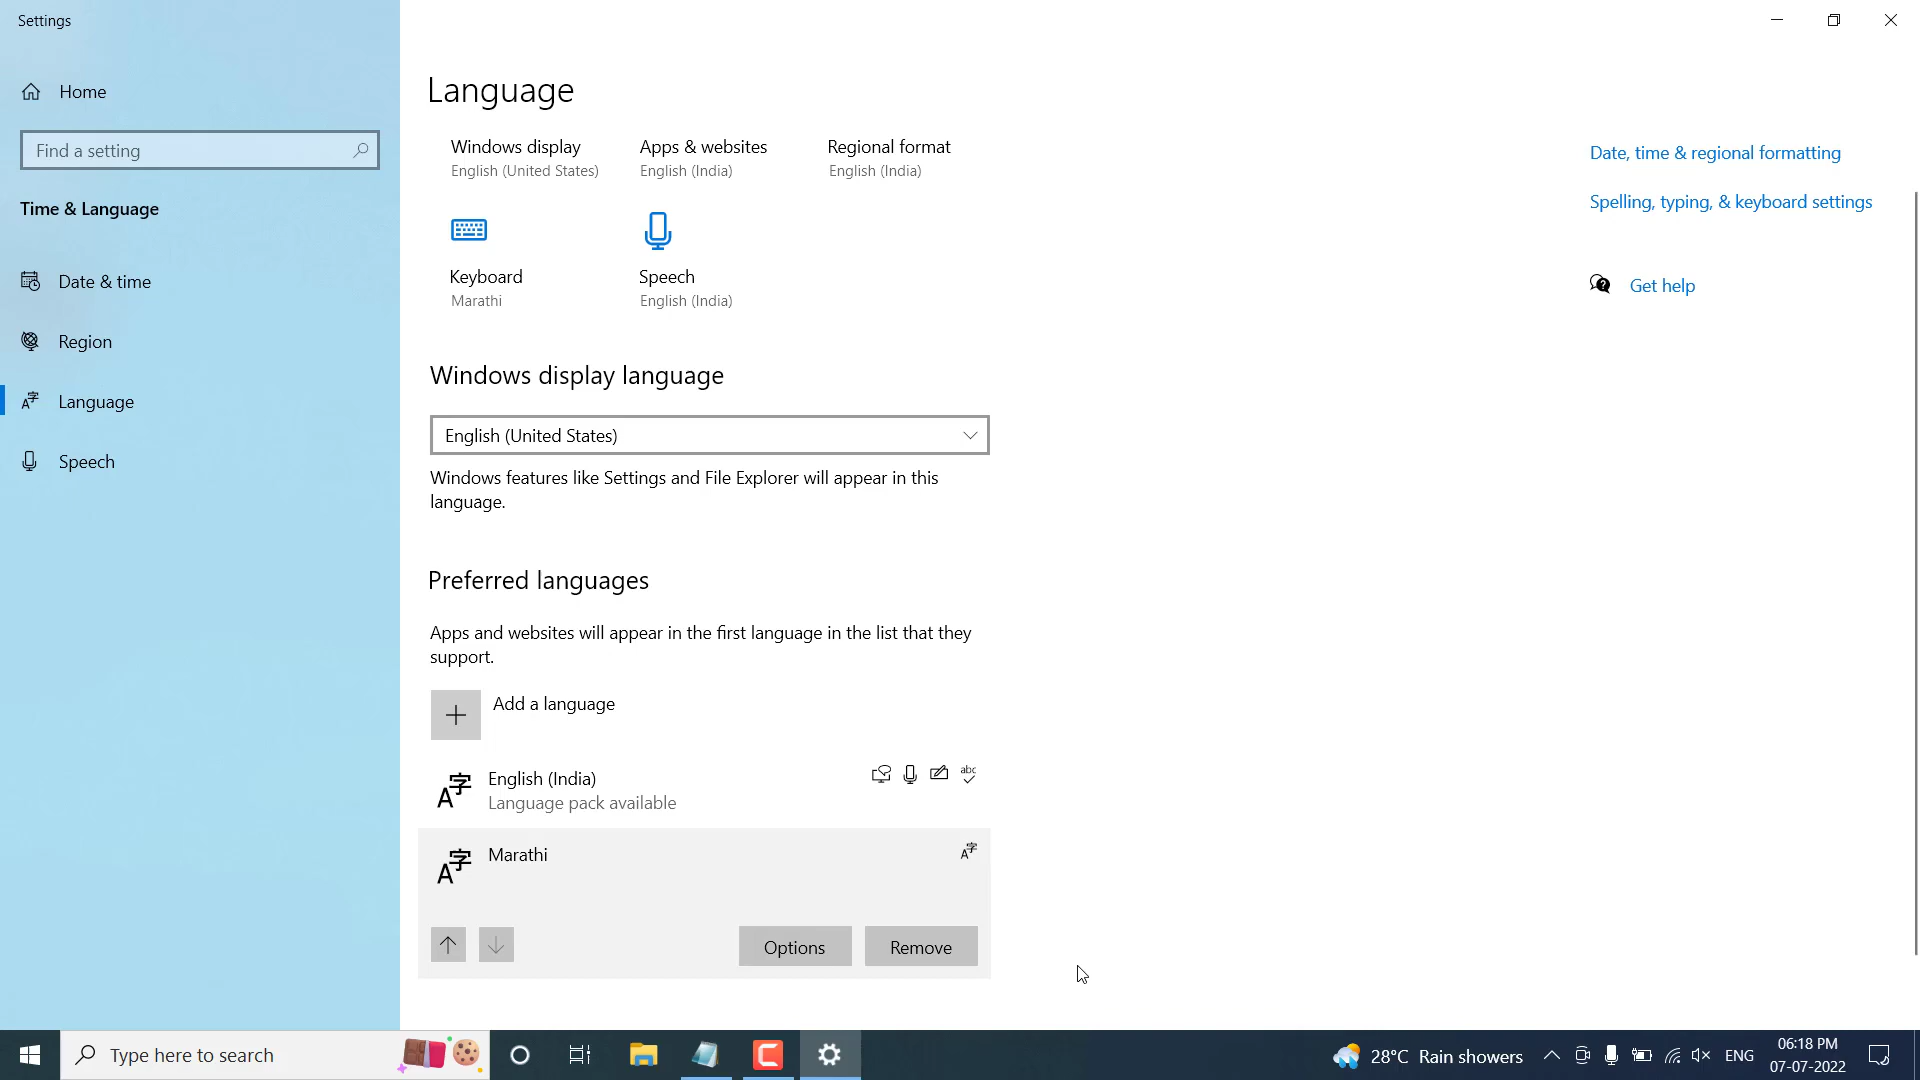 Settings
Home
Find a setting
Time & Language
Date & time
Region
Language
Speech
Language
Windows display
English (United States)
Apps & websites
English (India)
Regional format
English (India)
Keyboard
Marathi
Speech
English (India)
Windows display language
English (United States)
Windows features like Settings and File Explorer will appear in this
language.
Preferred languages
Apps and websites will appear in the first language in the list that they
support.
Add a language
English (India)
Language pack available
Marathi
Options
Remove
Date, time & regional formatting
Spelling, typing, & keyboard settings
Get help
Type here to search
28°C Rain showers
ENG
06:18 PM
07-07-2022